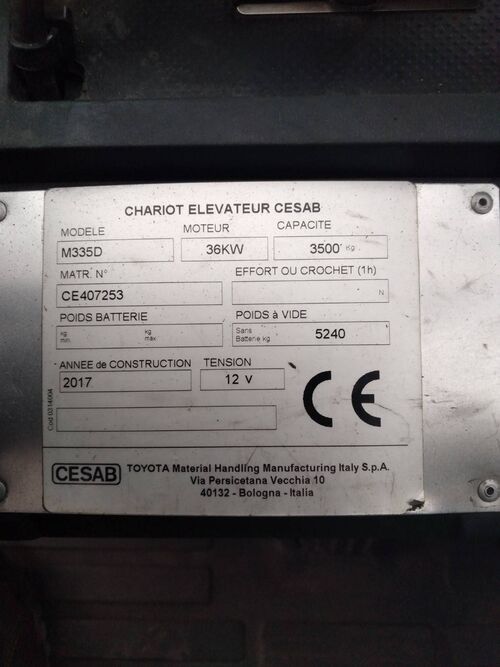 CHARIOT ELEVATEUR CESAB
MODELE MOTEUR CAPACITE
M335D 36KW 3500 Kg
MATR. N° EFFORT OU CROCHET (1h)
CE407253 N
POIDS BATTERIE POIDS à VIDE
kg min. kg max Sans Batterie kg 5240
ANNEE de CONSTRUCTION TENSION
2017 12 V
CE
Cod 0314004
CESAB TOYOTA Material Handling Manufacturing Italy S.p.A.
Via Persicetana Vecchia 10
40132 - Bologna - Italia